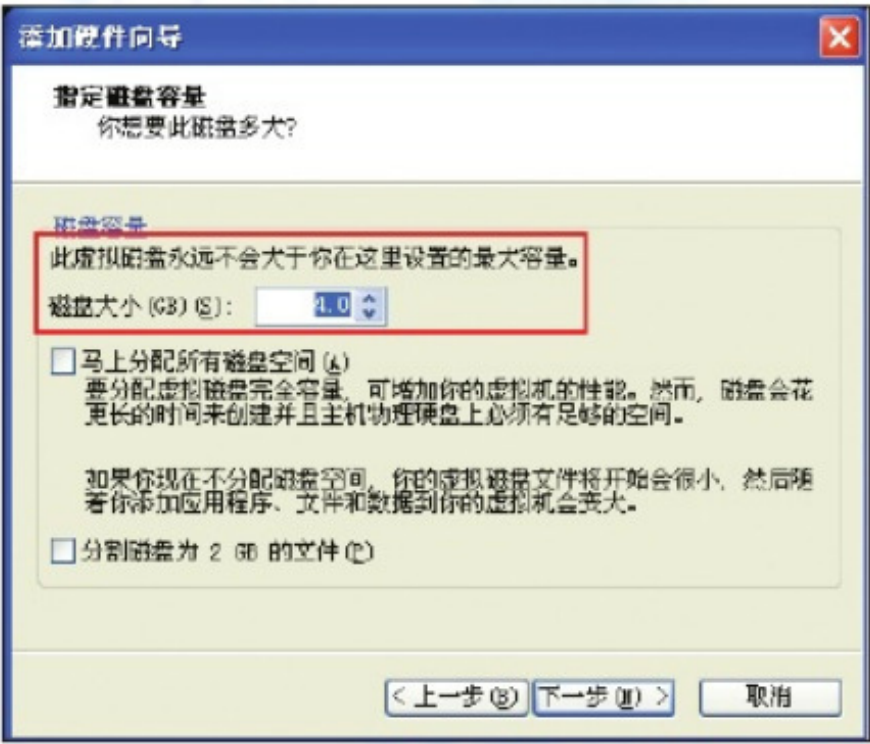 添加硬件向导
指定磁盘容量
你想要此磁盘多大?
磁盘容量
此虚拟磁盘永远不会大于你在这里设置的最大容量。
磁盘大小(GB)(S): 4.0
马上分配所有磁盘空间(A)
要分配虚拟磁盘完全容量，可增加你的虚拟机的性能。然而，磁盘会花
更长的时间来创建并且主机物理硬盘上必须有足够的空间。
如果你现在不分配磁盘空间，你的虚拟磁盘文件将开始会很小，然后随
着你添加应用程序、文件和数据到你的虚拟机会变大。
分割磁盘为 2 GB 的文件(P)
< 上一步(B) 下一步(N) > 取消